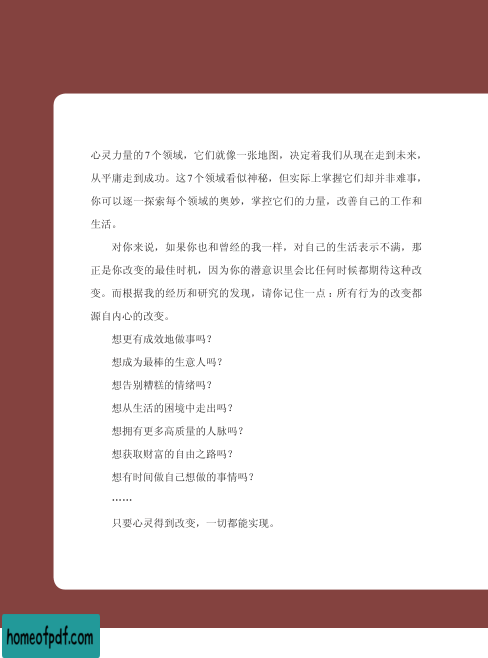 心灵力量的7个领域，它们就像一张地图，决定着我们从现在走到未来，
从平庸走到成功。这7个领域看似神秘，但实际上掌握它们却并非难事，
你可以逐一探索每个领域的奥妙，掌控它们的力量，改善自己的工作和
生活。
对你来说，如果你也和曾经的我一样，对自己的生活表示不满，那
正是你改变的最佳时机，因为你的潜意识里会比任何时候都期待这种改
变。而根据我的经历和研究的发现，请你记住一点：所有行为的改变都
源自内心的改变。
想更有成效地做事吗？
想成为最棒的生意人吗？
想告别糟糕的情绪吗？
想从生活的困境中走出吗？
想拥有更多高质量的人脉吗？
想获取财富的自由之路吗？
想有时间做自己想做的事情吗？
……
只要心灵得到改变，一切都能实现。
homeofpdf.com